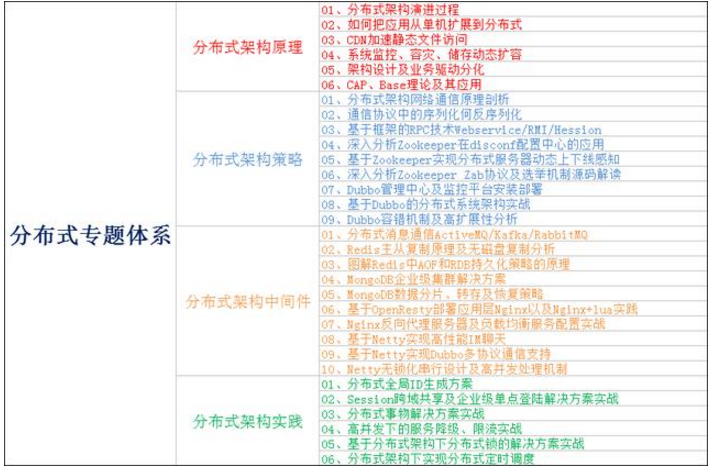 分布式专题体系
分布式架构原理
01、分布式架构演进过程
02、如何把应用从单机扩展到分布式
03、CDN加速静态文件访问
04、系统监控、容灾、储存动态扩容
05、架构设计及业务驱动分化
06、CAP、Base理论及其应用
分布式架构策略
01、分布式架构网络通信原理剖析
02、通信协议中的序列化何反序列化
03、基于框架的RPC技术Webservice/RMI/Hession
04、深入分析Zookeeper在disconf配置中心的应用
05、基于Zookeeper实现分布式服务器动态上下线感知
06、深入分析Zookeeper Zab协议及选举机制源码解读
07、Dubbo管理中心及监控平台安装部署
08、基于Dubbo的分布式系统架构实战
09、Dubbo容错机制及高扩展性分析
分布式架构中间件
01、分布式消息通信ActiveMQ/Kafka/RabbitMQ
02、Redis主从复制原理及无磁盘复制分析
03、图解Redis中AOF和RDB持久化策略的原理
04、MongoDB企业级集群解决方案
05、MongoDB数据分片、转存及恢复策略
06、基于OpenResty部署应用层Nginx以及Nginx+lua实践
07、Nginx反向代理服务器及负载均衡服务配置实战
08、基于Netty实现高性能IM聊天
09、基于Netty实现Dubbo多协议通信支持
10、Netty无锁化串行设计及高并发处理机制
分布式架构实践
01、分布式全局ID生成方案
02、Session跨域共享及企业级单点登陆解决方案实战
03、分布式事物解决方案实战
04、高并发下的服务降级、限流实战
05、基于分布式架构下分布式锁的解决方案实战
06、分布式架构下实现分布式定时调度